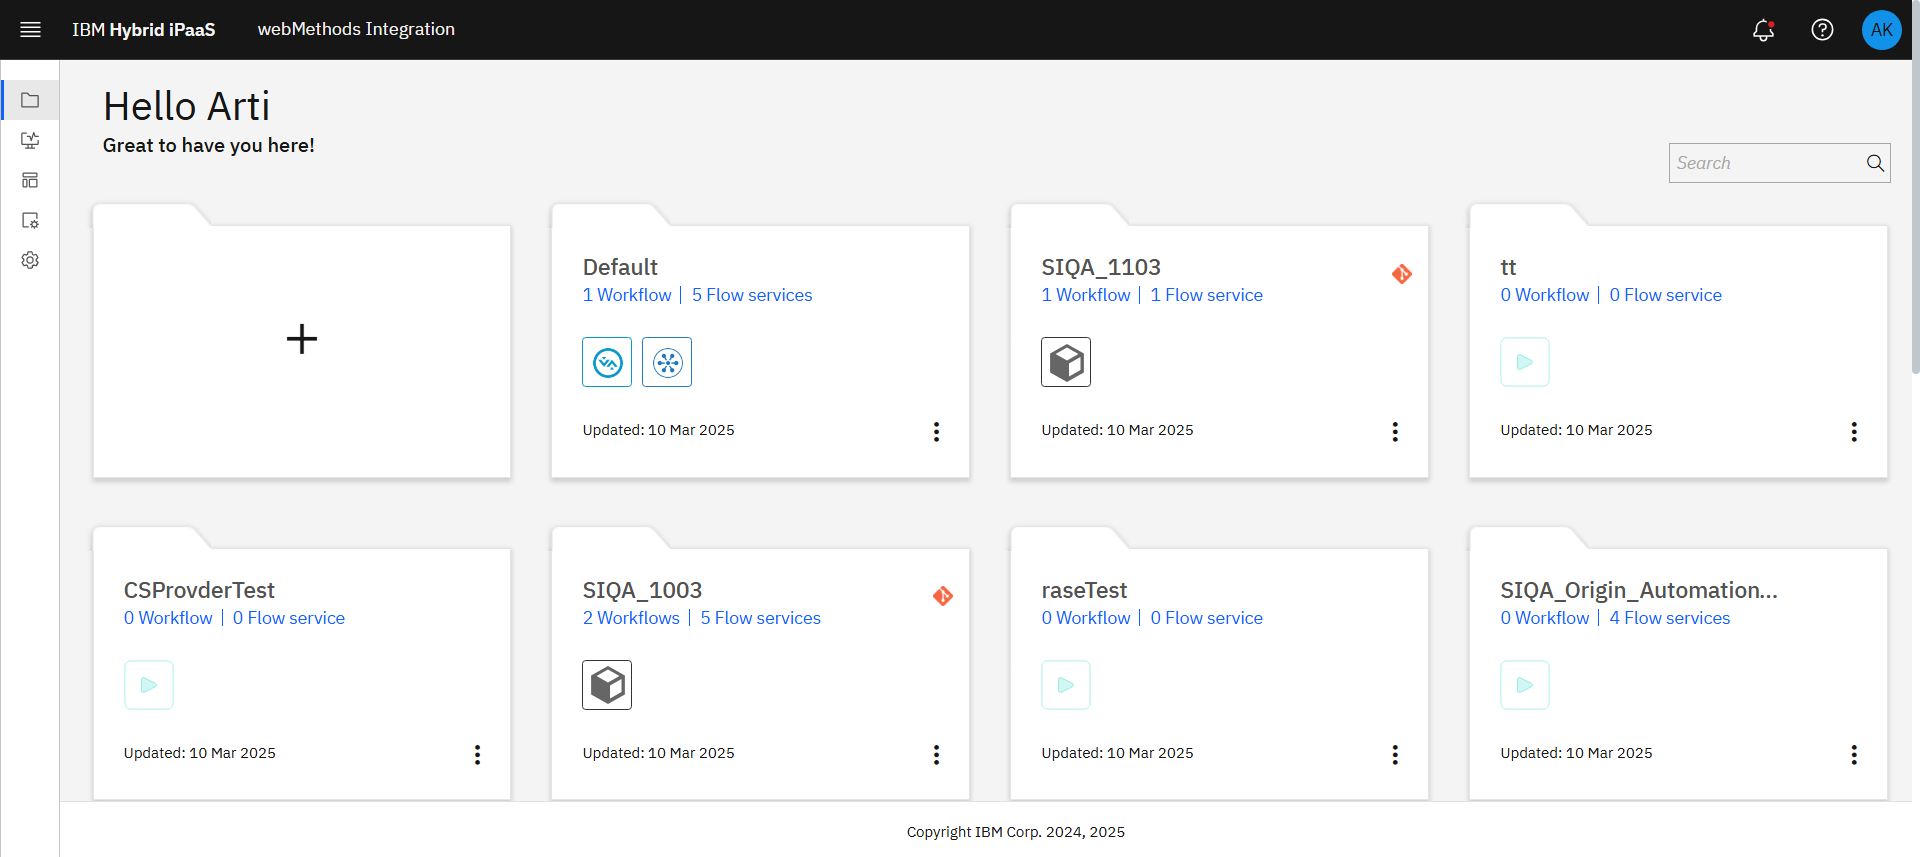 IBM Hybrid iPaaS webMethods Integration AK
Hello Arti
Great to have you here!
Search
Default
1 Workflow | 5 Flow services
Updated: 10 Mar 2025
SIQA_1103
1 Workflow | 1 Flow service
Updated: 10 Mar 2025
tt
0 Workflow | 0 Flow service
Updated: 10 Mar 2025
CSProvderTest
0 Workflow | 0 Flow service
Updated: 10 Mar 2025
SIQA_1003
2 Workflows | 5 Flow services
Updated: 10 Mar 2025
raseTest
0 Workflow | 0 Flow service
Updated: 10 Mar 2025
SIQA_Origin_Automation...
0 Workflow | 4 Flow services
Updated: 10 Mar 2025
Copyright IBM Corp. 2024, 2025